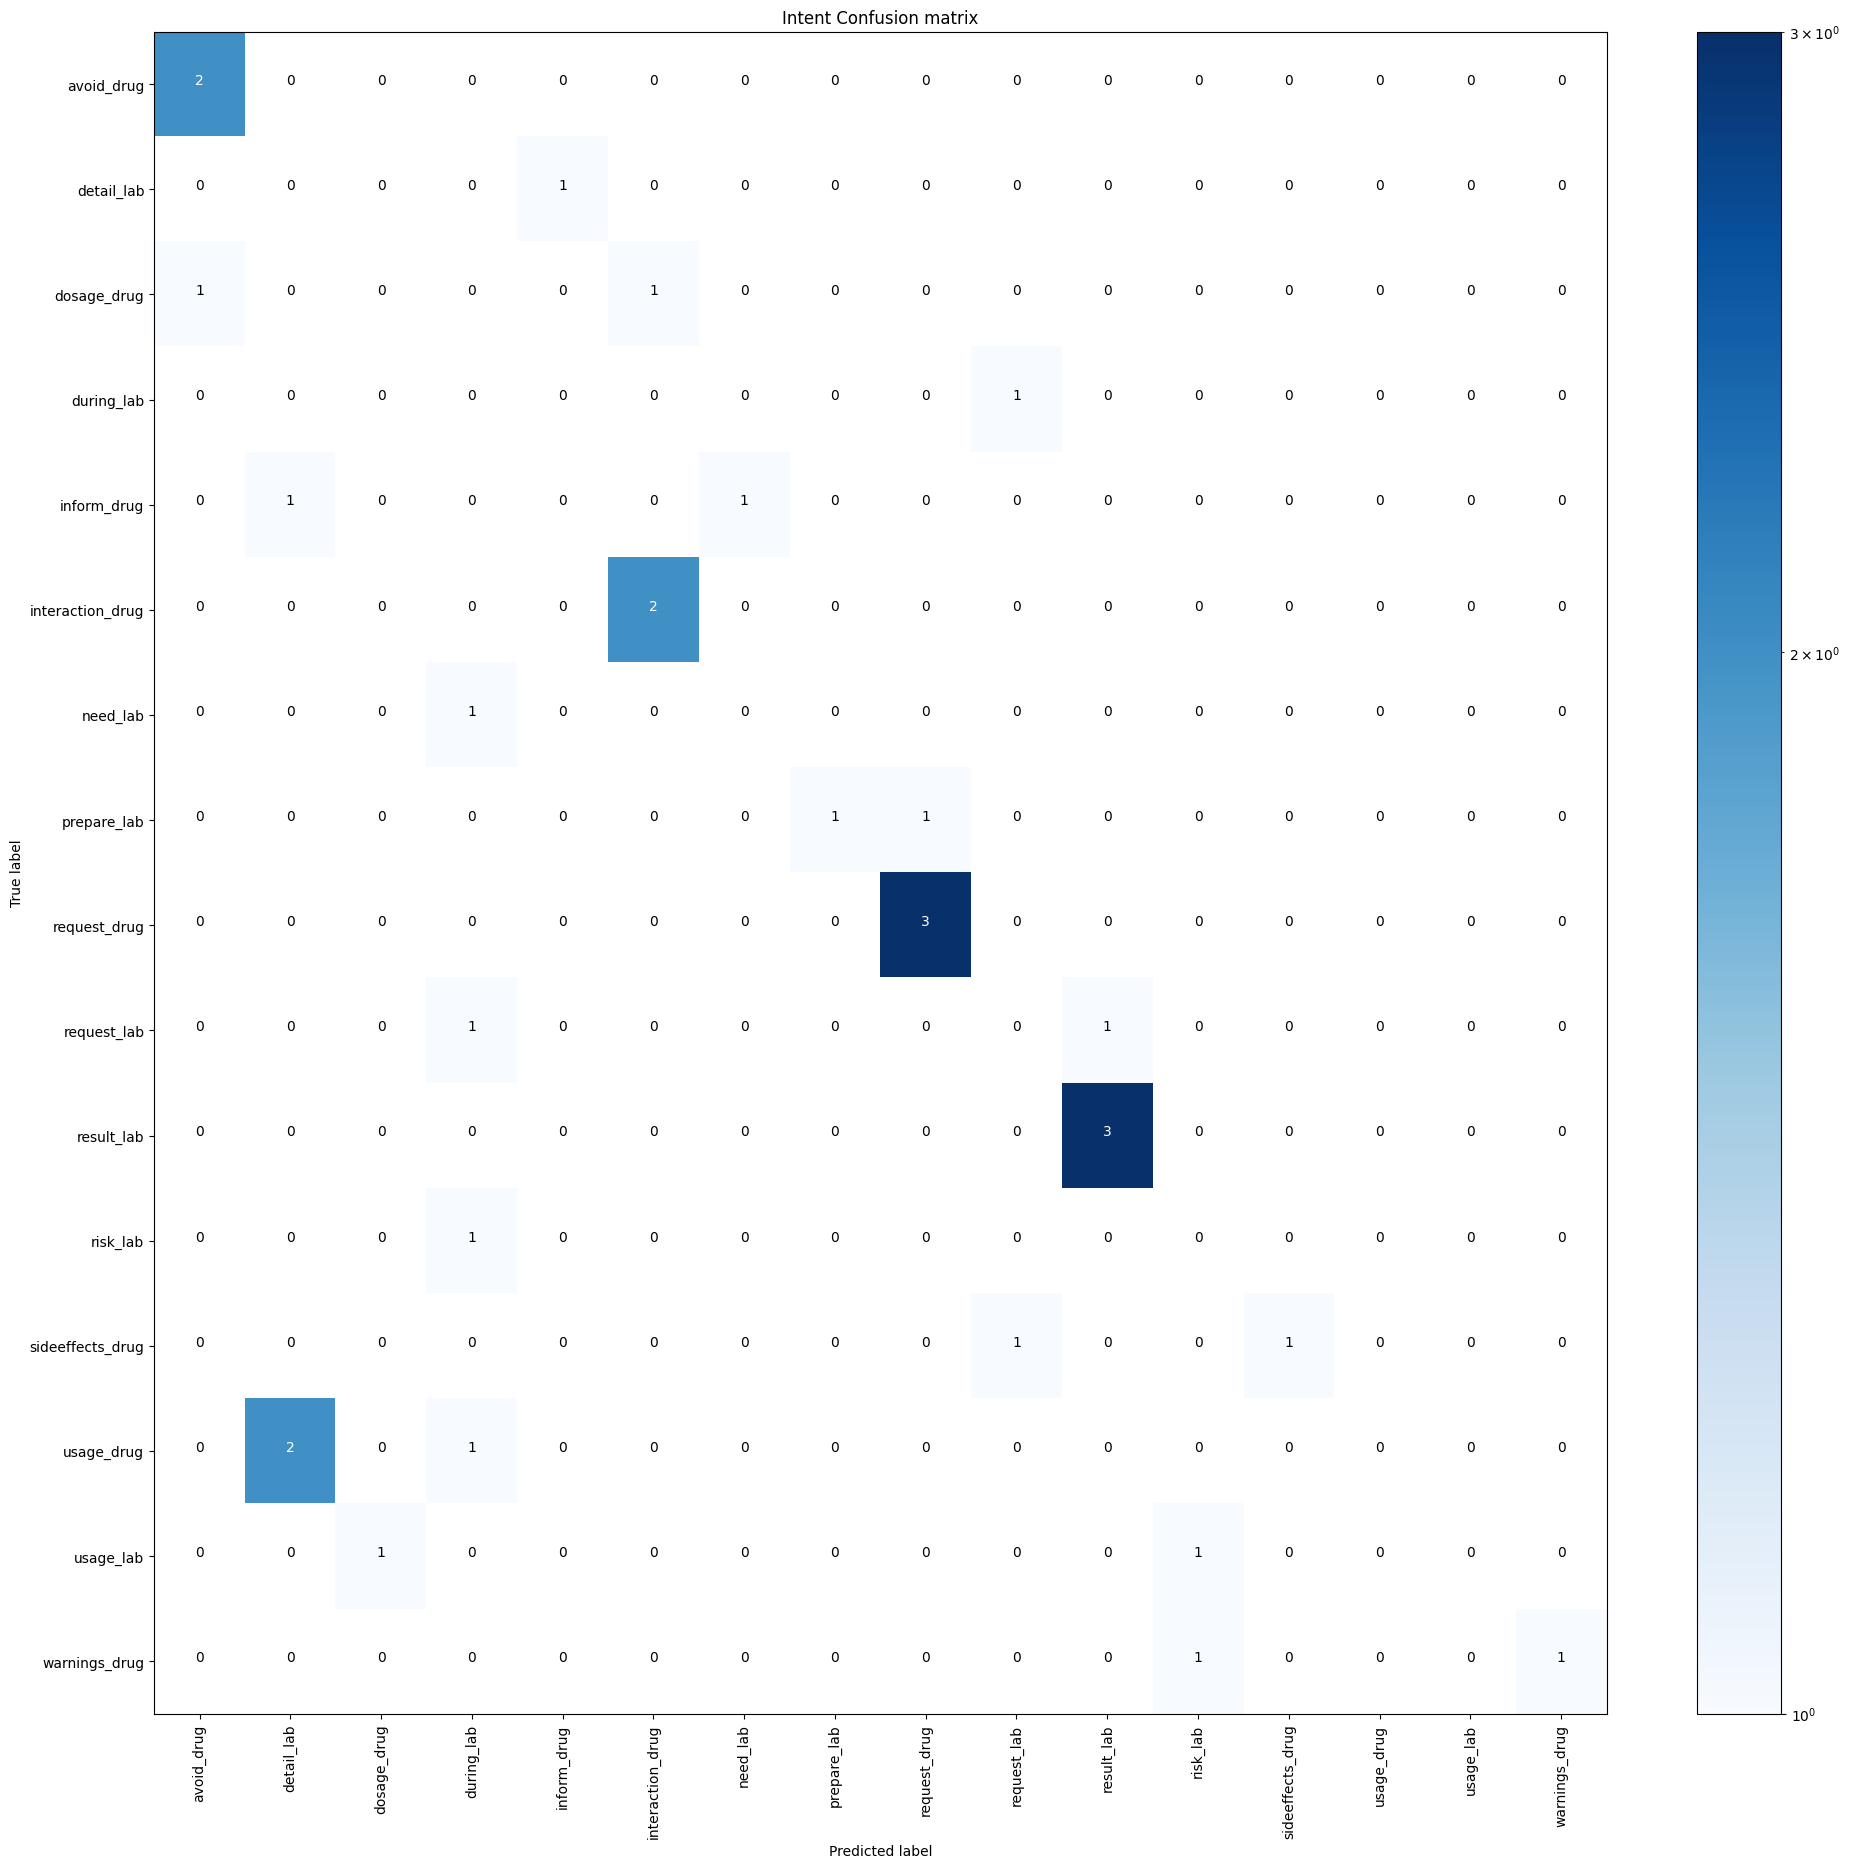 Intent Confusion matrix
avoid_drug 2 0 0 0 0 0 0 0 0 0 0 0 0 0 0 0
detail_lab 0 0 0 0 1 0 0 0 0 0 0 0 0 0 0 0
dosage_drug 1 0 0 0 0 1 0 0 0 0 0 0 0 0 0 0
during_lab 0 0 0 0 0 0 0 0 0 1 0 0 0 0 0 0
inform_drug 0 1 0 0 0 0 1 0 0 0 0 0 0 0 0 0
interaction_drug 0 0 0 0 0 2 0 0 0 0 0 0 0 0 0 0
need_lab 0 0 0 1 0 0 0 0 0 0 0 0 0 0 0 0
prepare_lab 0 0 0 0 0 0 0 1 1 0 0 0 0 0 0 0
request_drug 0 0 0 0 0 0 0 0 3 0 0 0 0 0 0 0
request_lab 0 0 0 1 0 0 0 0 0 0 1 0 0 0 0 0
result_lab 0 0 0 0 0 0 0 0 0 0 3 0 0 0 0 0
risk_lab 0 0 0 1 0 0 0 0 0 0 0 0 0 0 0 0
sideeffects_drug 0 0 0 0 0 0 0 0 0 1 0 0 1 0 0 0
usage_drug 0 2 0 1 0 0 0 0 0 0 0 0 0 0 0 0
usage_lab 0 0 1 0 0 0 0 0 0 0 0 1 0 0 0 0
warnings_drug 0 0 0 0 0 0 0 0 0 0 0 1 0 0 0 1
True label
avoid_drug
detail_lab
dosage_drug
during_lab
inform_drug
interaction_drug
need_lab
prepare_lab
request_drug
request_lab
result_lab
risk_lab
sideeffects_drug
usage_drug
usage_lab
warnings_drug
Predicted label
3 × 10⁰
2 × 10⁰
10⁰